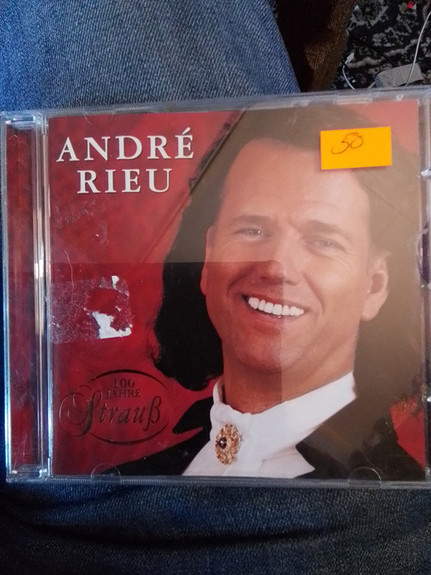 ANDRÉ
RIEU
50
100
JAHRE
Strauß